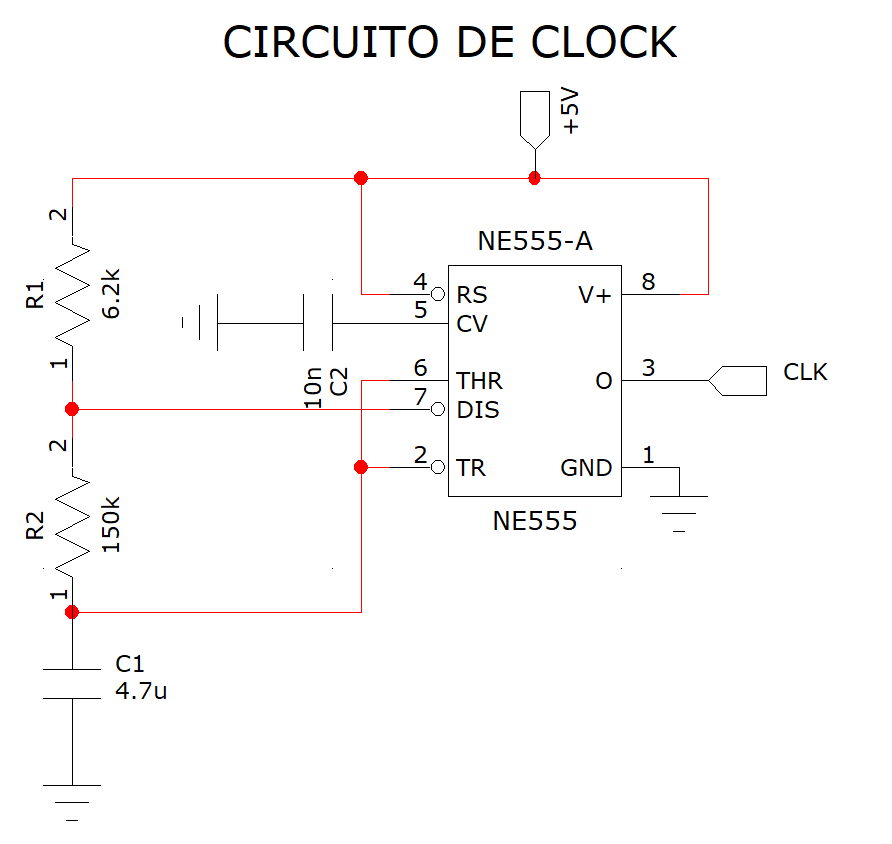 CIRCUITO DE CLOCK
+5V
NE555-A
2
R1
6.2k
1
4
RS
5
CV
6
THR
7
DIS
2
TR
V+
8
O
3
GND
1
CLK
10n
C2
NE555
2
R2
150k
1
C1
4.7u